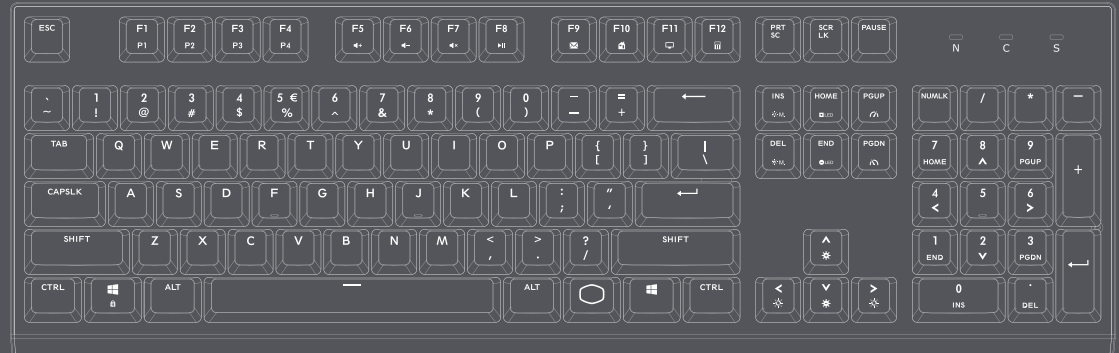 ESC F1 F2 F3 F4 F5 F6 F7 F8 F9 F10 F11 F12 PRT SC SCR LK PAUSE
P1 P2 P3 P4
N C S
` 1 2 3 4 5 € 6 7 8 9 0 – = INS HOME PGUP NUMLK / * –
~ ! @ # $ % ^ & * ( ) — + M. LED
TAB Q W E R T Y U I O P { } | DEL END PGDN 7 8 9 +
[ ] \ M. LED HOME PGUP
CAPSLK A S D F G H J K L : " 4 5 6
; ' < >
SHIFT Z X C V B N M < > ? SHIFT 1 2 3
, . / END PGDN
CTRL ALT ALT CTRL < > 0 .
INS DEL